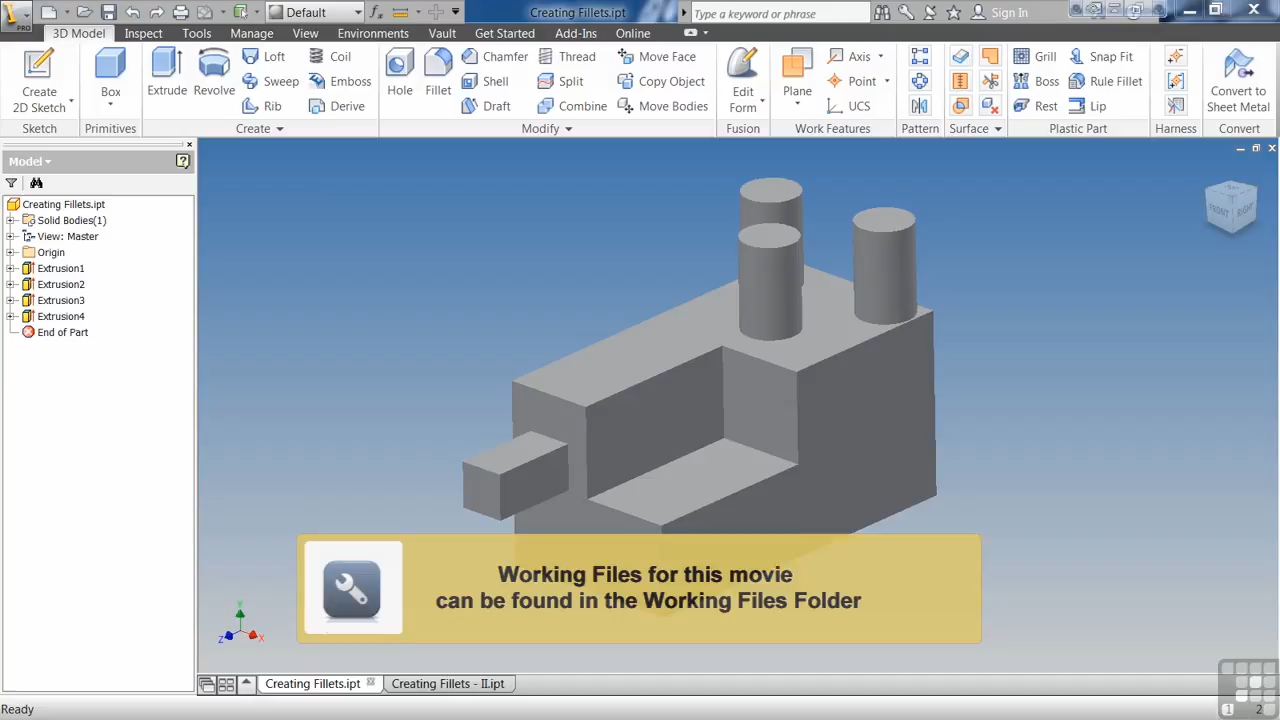 PRO
Default
Creating Fillets.ipt
Type a keyword or phrase
Sign In
3D Model Inspect Tools Manage View Environments Vault Get Started Add-Ins Online
Create
2D Sketch
Box
Extrude
Revolve
Loft
Sweep
Rib
Coil
Emboss
Derive
Hole
Fillet
Chamfer
Shell
Draft
Thread
Split
Combine
Move Face
Copy Object
Move Bodies
Edit
Form
Plane
Axis
Point
UCS
Grill
Boss
Rest
Snap Fit
Rule Fillet
Lip
Convert to
Sheet Metal
Sketch Primitives Create Modify Fusion Work Features Pattern Surface Plastic Part Harness Convert
Model
Creating Fillets.ipt
Solid Bodies(1)
View: Master
Origin
Extrusion1
Extrusion2
Extrusion3
Extrusion4
End of Part
FRONT
RIGHT
Working Files for this movie
can be found in the Working Files Folder
Y
Z
X
Creating Fillets.ipt
Creating Fillets - II.ipt
Ready
1
2